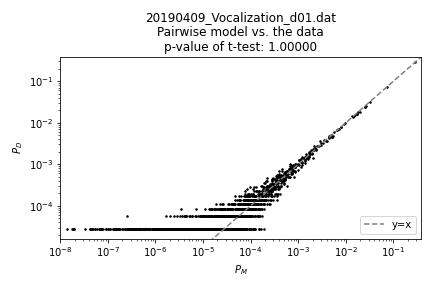 20190409_Vocalization_d01.dat
Pairwise model vs. the data
p-value of t-test: 1.00000
10⁻¹
10⁻²
10⁻³
10⁻⁴
P_D
y=x
10⁻⁸ 10⁻⁷ 10⁻⁶ 10⁻⁵ 10⁻⁴ 10⁻³ 10⁻² 10⁻¹
P_M